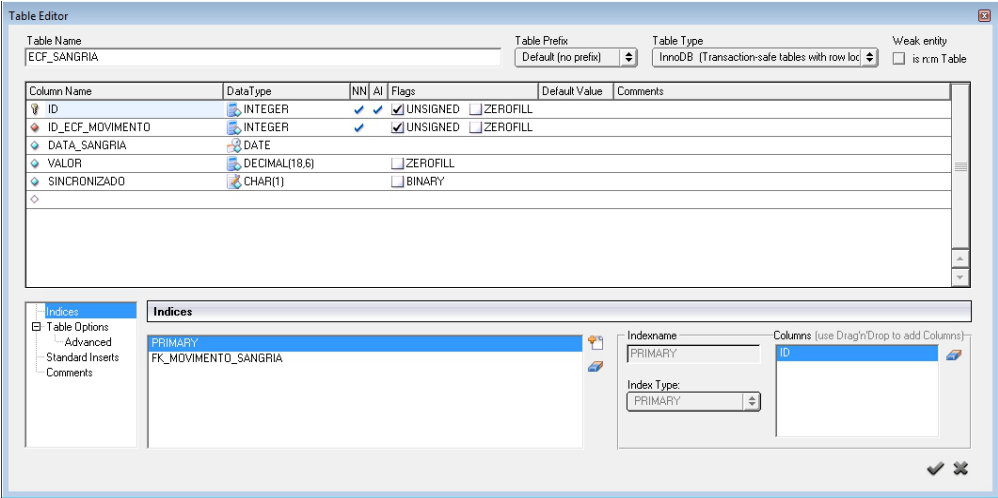 Table Editor
Table Name Table Prefix Table Type Weak entity
ECF_SANGRIA Default (no prefix) InnoDB (Transaction-safe tables with row loc is n:m Table
Column Name DataType NN AI Flags Default Value Comments
ID INTEGER UNSIGNED ZEROFILL
ID_ECF_MOVIMENTO INTEGER UNSIGNED ZEROFILL
DATA_SANGRIA DATE
VALOR DECIMAL(18,6) ZEROFILL
SINCRONIZADO CHAR(1) BINARY
Indices
Table Options
Advanced
Standard Inserts
Comments
Indices
PRIMARY
FK_MOVIMENTO_SANGRIA
Indexname
PRIMARY
Index Type:
PRIMARY
Columns (use Drag'n'Drop to add Columns)
ID